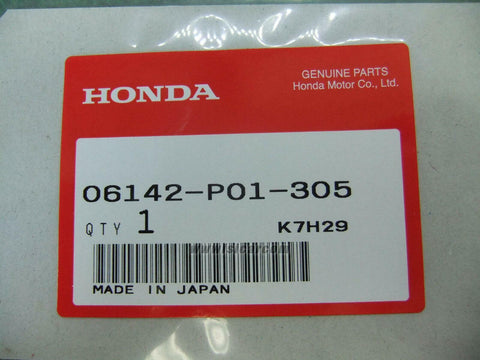 GENUINE PARTS
HONDA Honda Motor Co., Ltd.
06142-P01-305
QTY 1 K7H29
MADE IN JAPAN